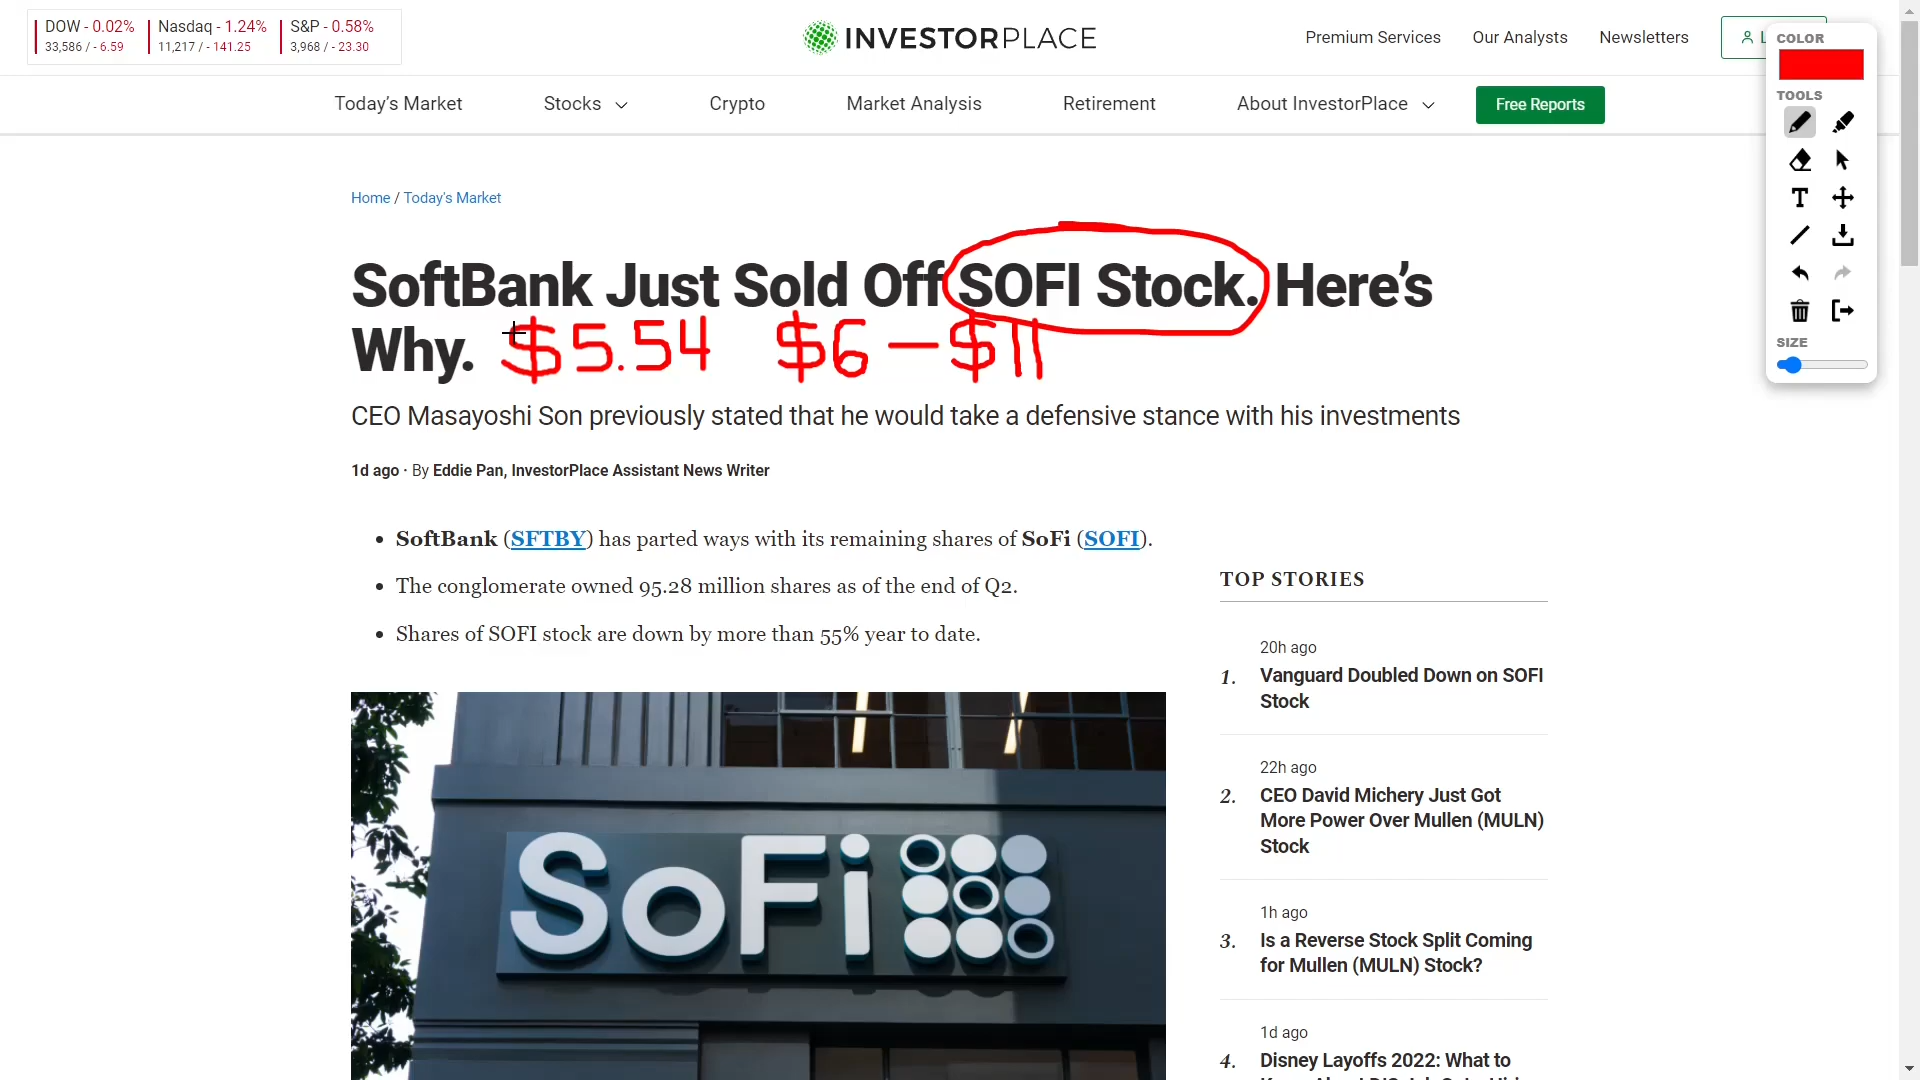 DOW - 0.02%
33,586 / - 6.59
Nasdaq - 1.24%
11,217 / - 141.25
S&P - 0.58%
3,968 / - 23.30
INVESTORPLACE
Premium Services
Our Analysts
Newsletters
Today's Market
Stocks
Crypto
Market Analysis
Retirement
About InvestorPlace
Free Reports
COLOR
TOOLS
SIZE
Home / Today's Market
SoftBank Just Sold Off SOFI Stock. Here's
Why.
$5.54 $6 — $11
CEO Masayoshi Son previously stated that he would take a defensive stance with his investments
1d ago · By Eddie Pan, InvestorPlace Assistant News Writer
• SoftBank (SFTBY) has parted ways with its remaining shares of SoFi (SOFI).
• The conglomerate owned 95.28 million shares as of the end of Q2.
• Shares of SOFI stock are down by more than 55% year to date.
SoFi
TOP STORIES
20h ago
1. Vanguard Doubled Down on SOFI
Stock
22h ago
2. CEO David Michery Just Got
More Power Over Mullen (MULN)
Stock
1h ago
3. Is a Reverse Stock Split Coming
for Mullen (MULN) Stock?
1d ago
4. Disney Layoffs 2022: What to